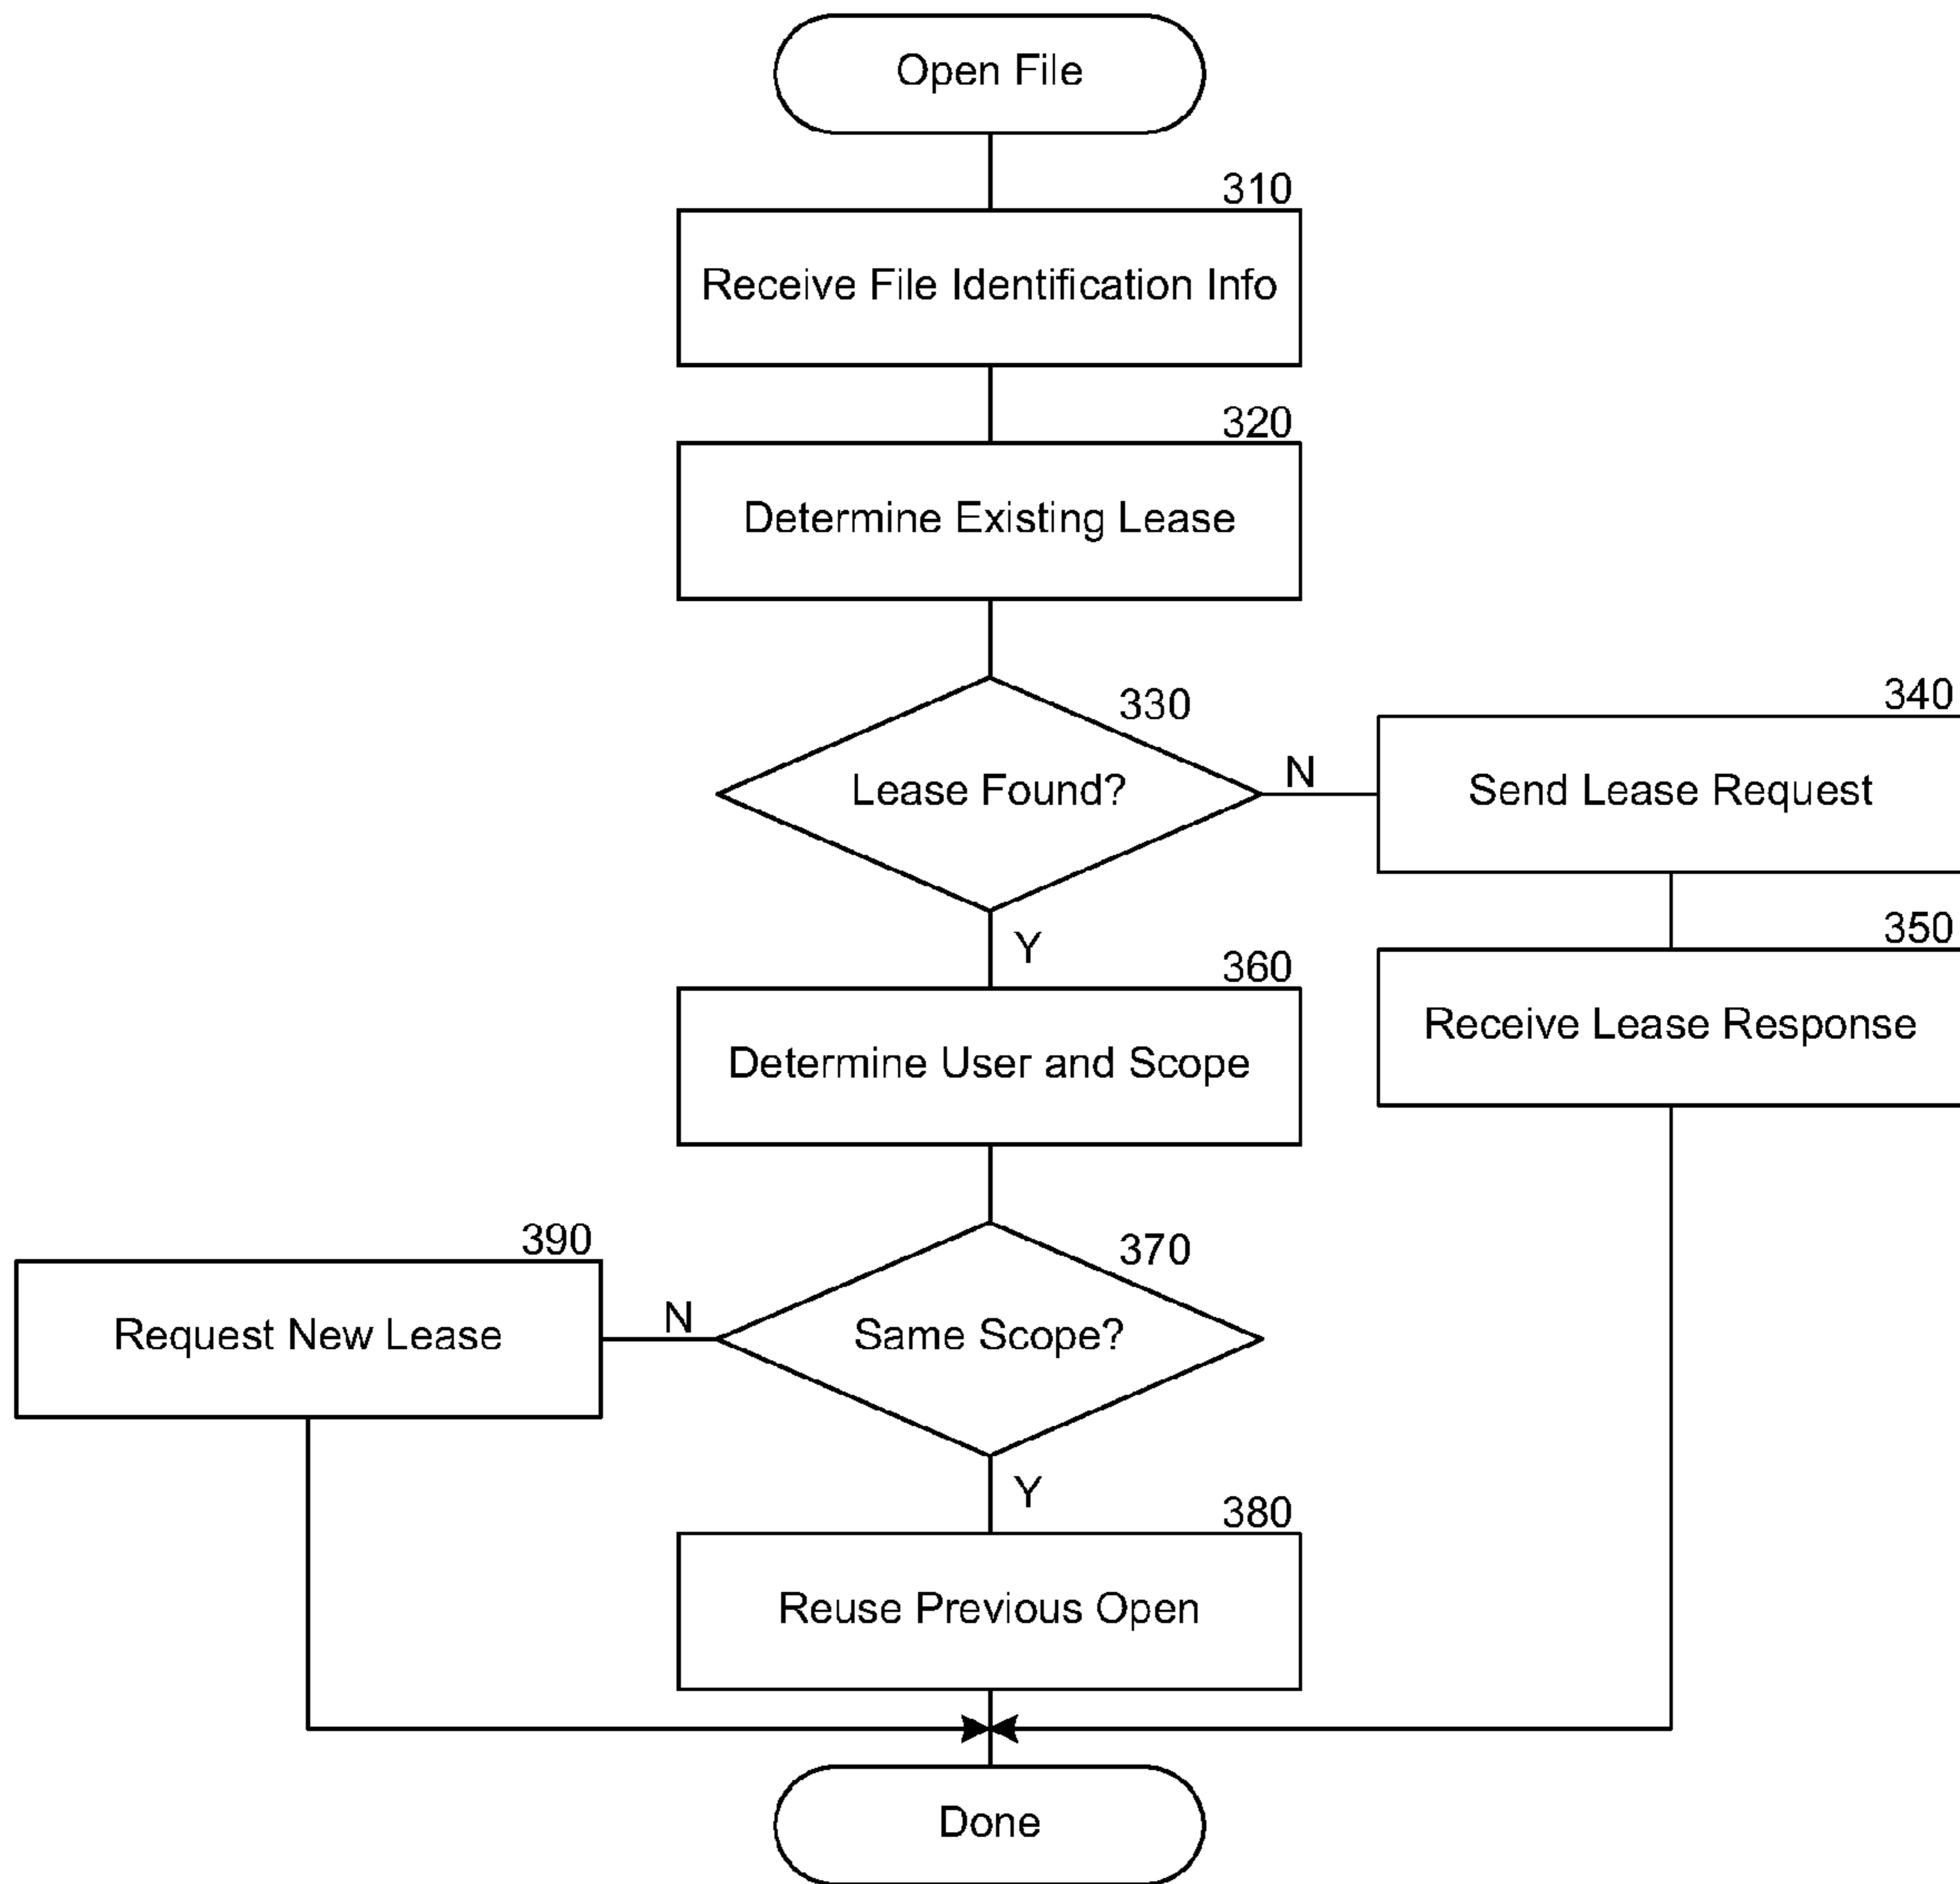 Open File
310
Receive File Identification Info
320
Determine Existing Lease
330
Lease Found?
N
340
Send Lease Request
Y
350
Receive Lease Response
360
Determine User and Scope
370
Same Scope?
N
390
Request New Lease
Y
380
Reuse Previous Open
Done